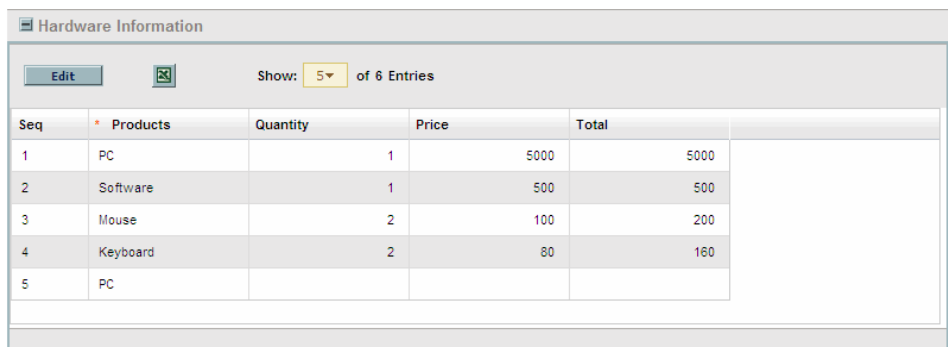 Hardware Information
Edit Show: 5 of 6 Entries
Seq * Products Quantity Price Total
1 PC 1 5000 5000
2 Software 1 500 500
3 Mouse 2 100 200
4 Keyboard 2 80 160
5 PC